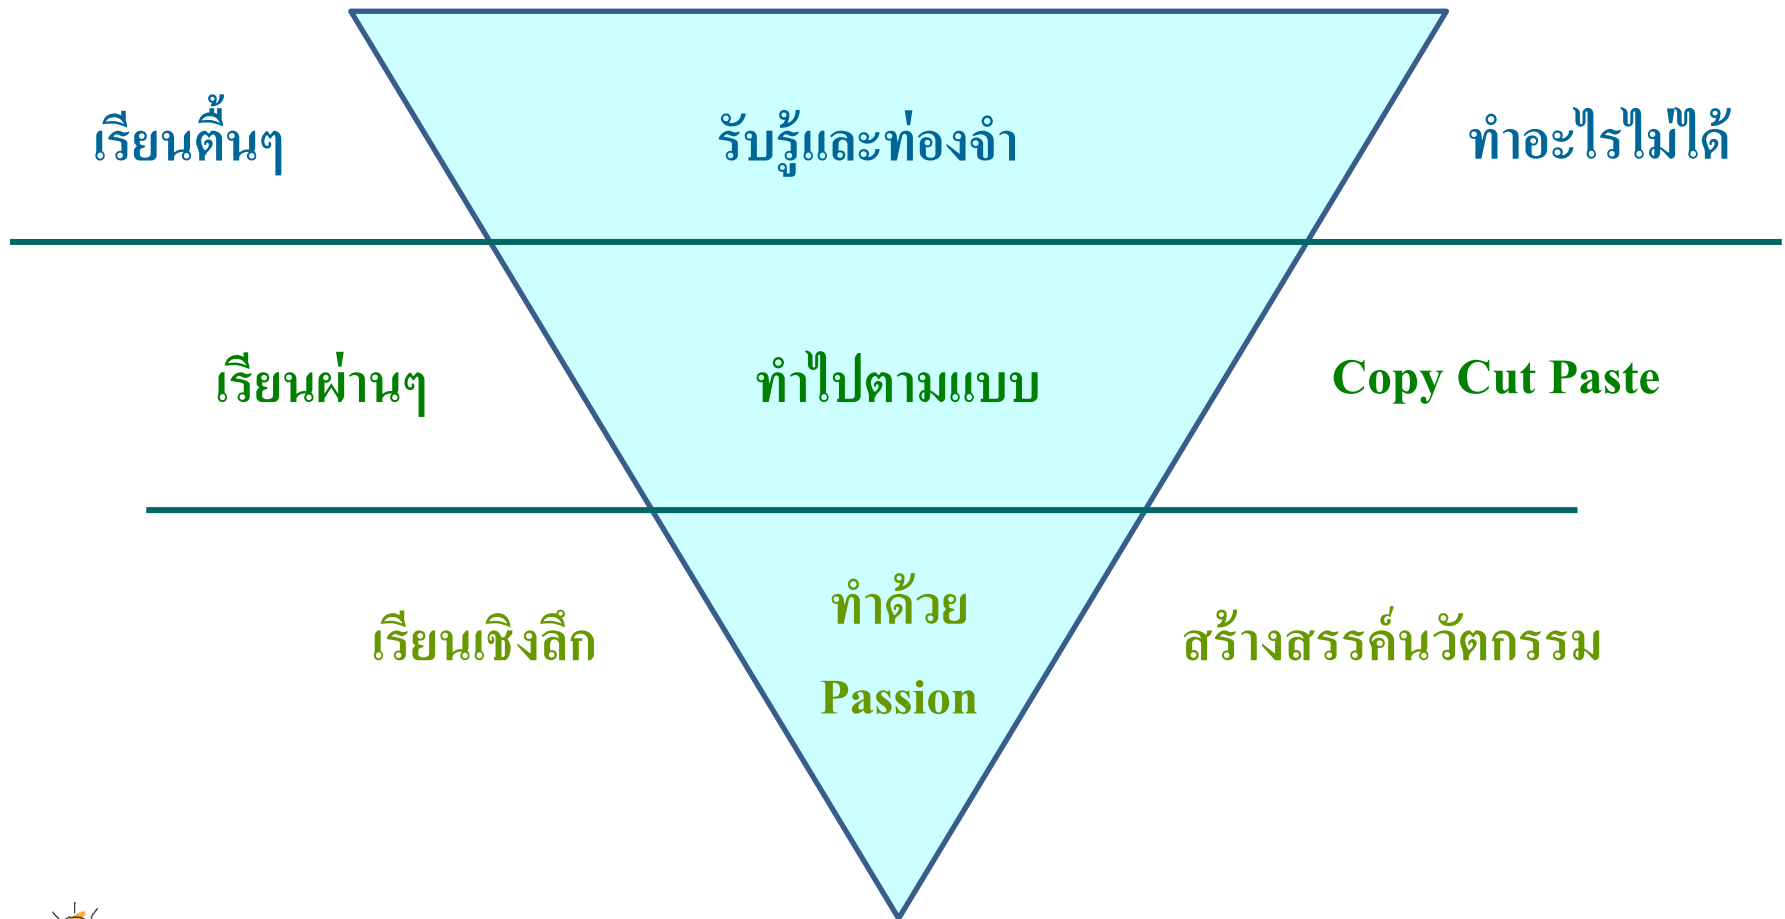 เรียนตื้นๆ
รับรู้และท่องจำ
ทำอะไรไม่ได้
เรียนผ่านๆ
ทำไปตามแบบ
Copy Cut Paste
เรียนเชิงลึก
ทำด้วย
Passion
สร้างสรรค์นวัตกรรม